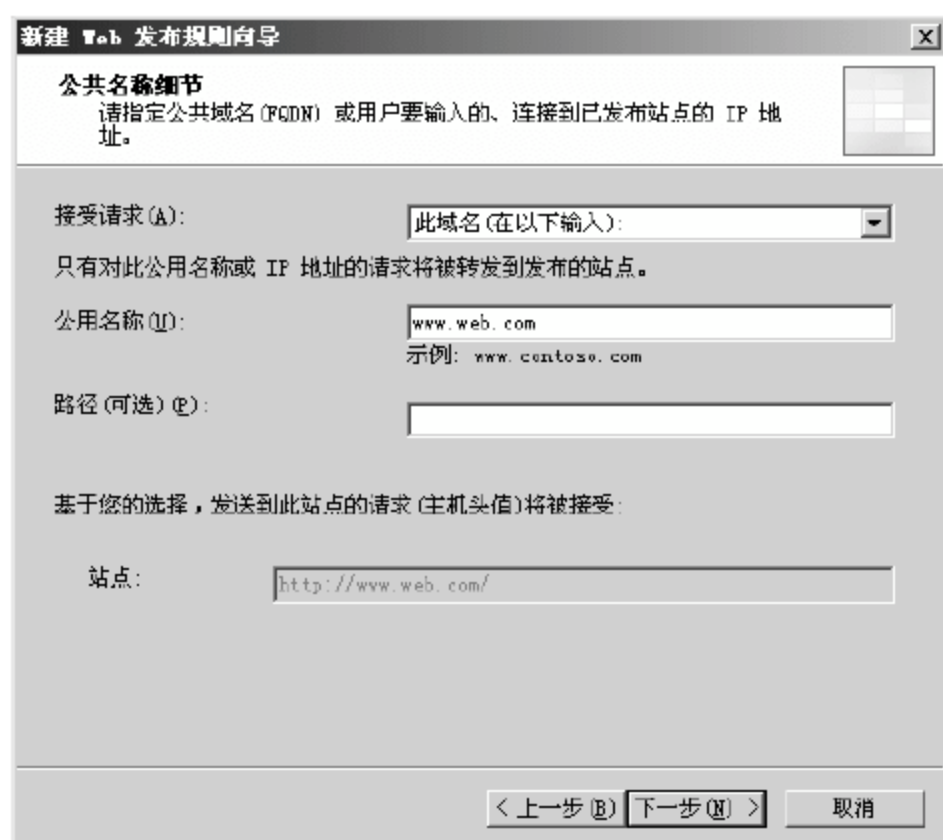 新建 Web 发布规则向导
公共名称细节
请指定公共域名(FQDN) 或用户要输入的、连接到已发布站点的 IP 地
址。
接受请求(A):
此域名(在以下输入):
只有对此公用名称或 IP 地址的请求将被转发到发布的站点。
公用名称(U):
www.web.com
示例: www.contoso.com
路径(可选)(P):
基于您的选择，发送到此站点的请求(主机头值)将被接受:
站点:
http://www.web.com/
< 上一步(B)
下一步(N) >
取消